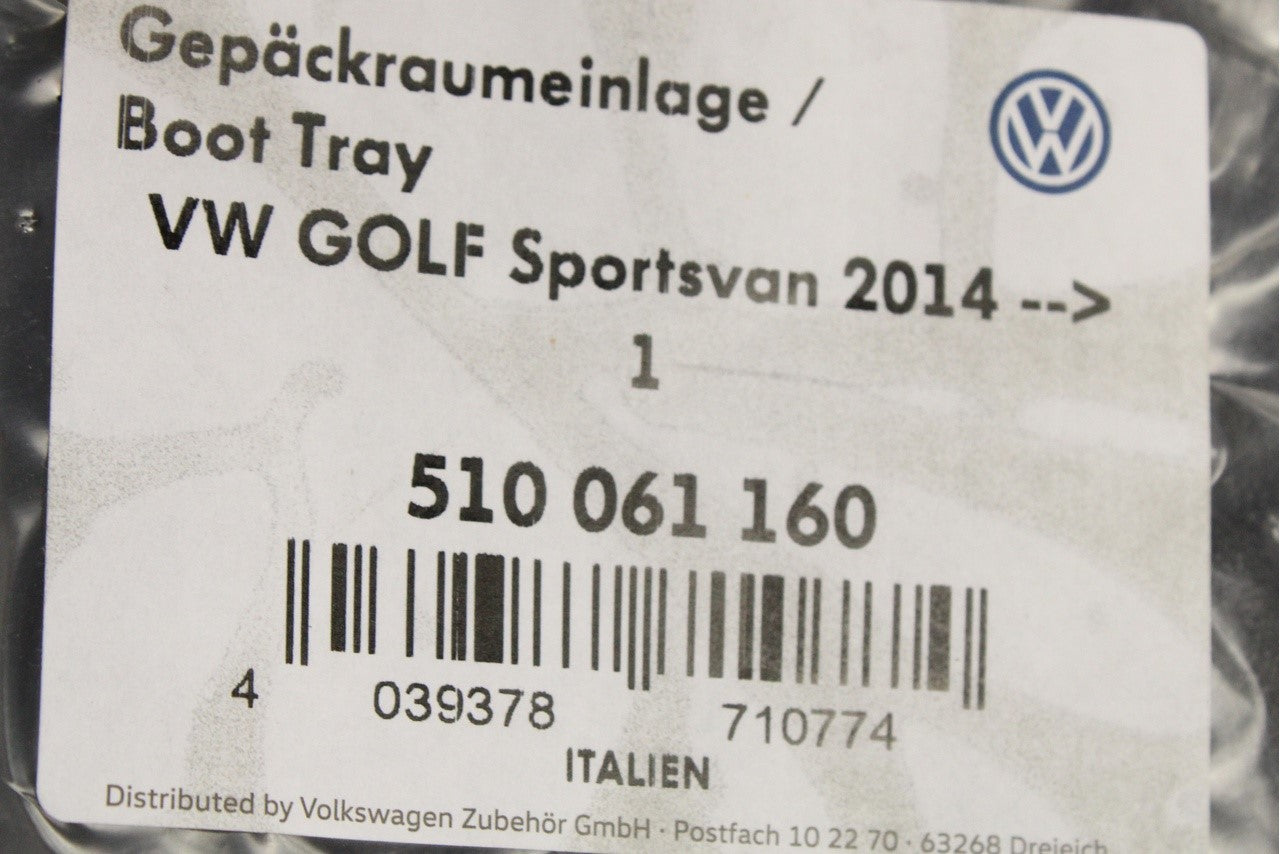 Gepäckraumeinlage /
Boot Tray
VW GOLF Sportsvan 2014 -->
1
510 061 160
4 039378 710774
ITALIEN
Distributed by Volkswagen Zubehör GmbH · Postfach 10 22 70 · 63268 Dreieich